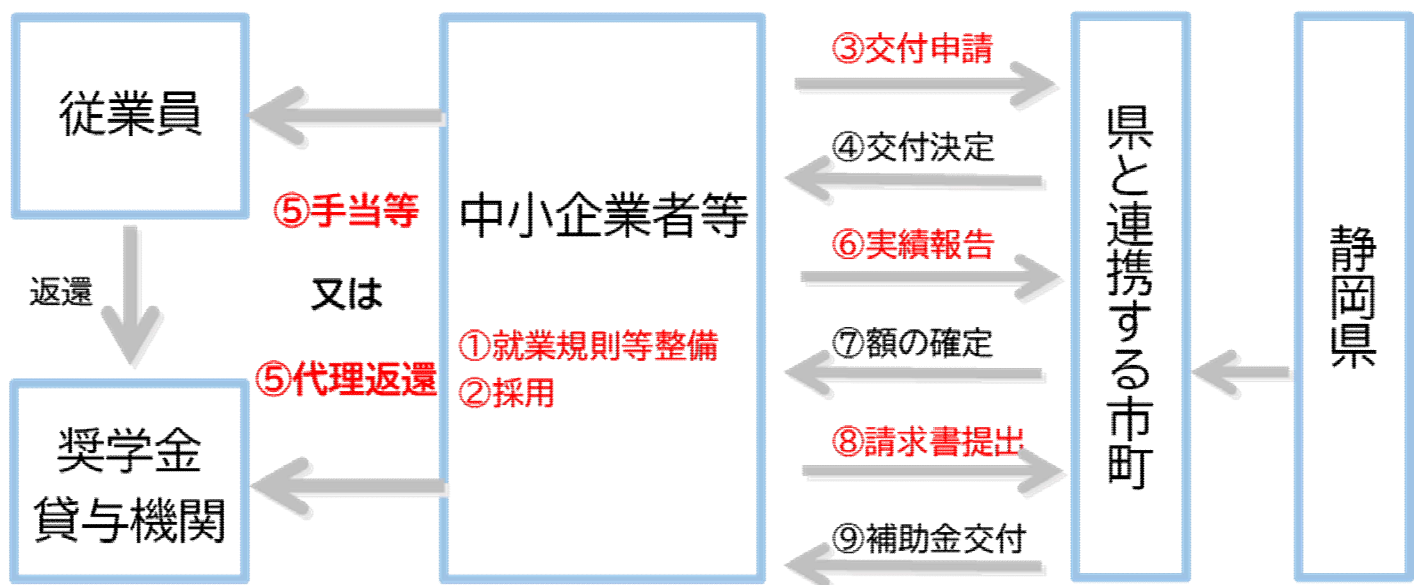 従業員
返還
奨学金
貸与機関
⑤手当等
又は
⑤代理返還
中小企業者等
①就業規則等整備
②採用
③交付申請
④交付決定
⑥実績報告
⑦額の確定
⑧請求書提出
⑨補助金交付
県と連携する市町
静岡県